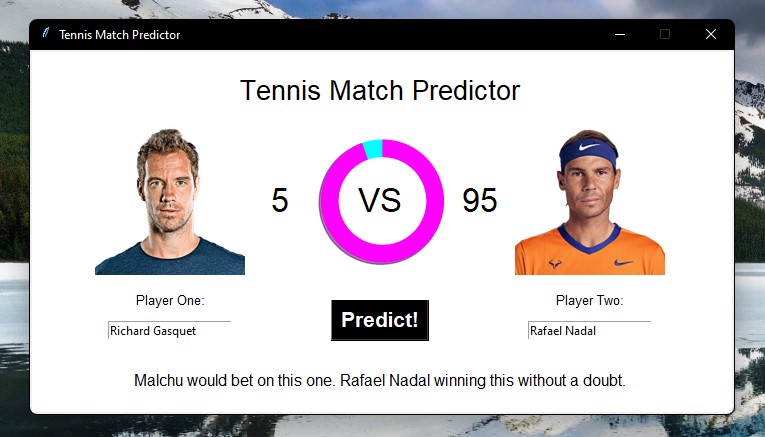 Tennis Match Predictor
Tennis Match Predictor
5
VS
95
Player One:
Player Two:
Richard Gasquet
Predict!
Rafael Nadal
Malchu would bet on this one. Rafael Nadal winning this without a doubt.